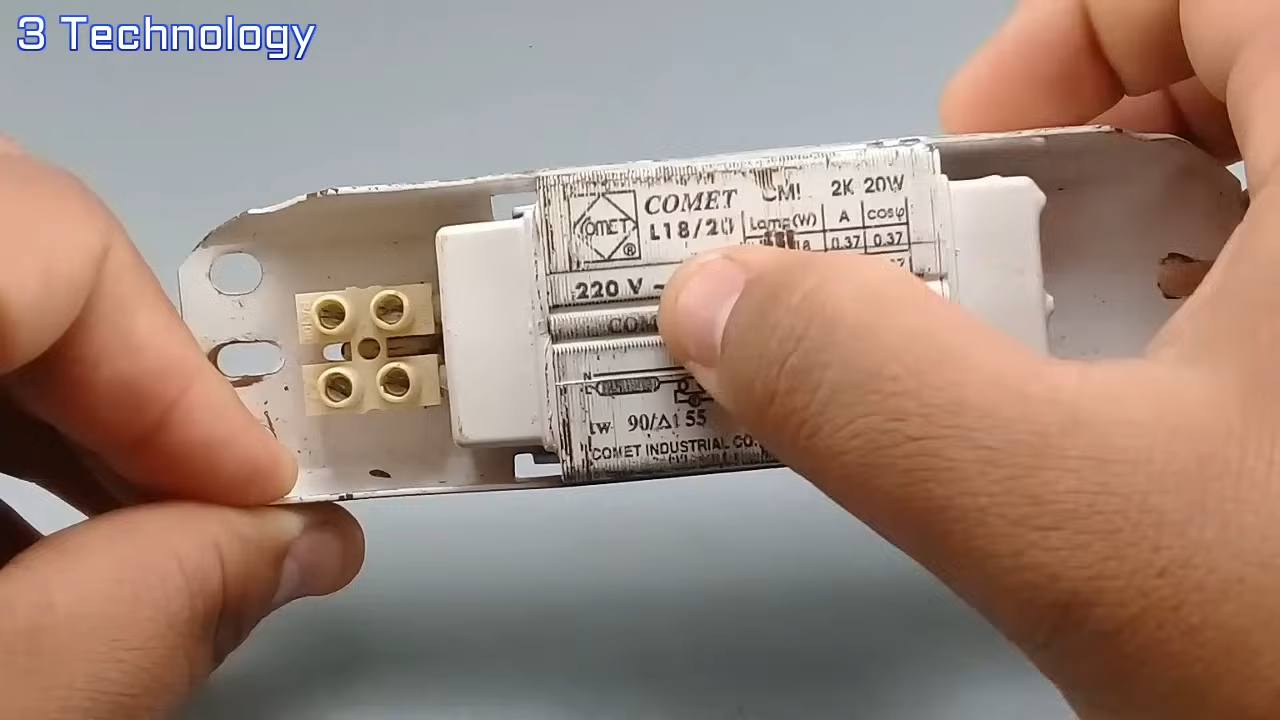 3 Technology
COMET
COMET
®
L18/20
2K 20W
Lamp(W) A cosφ
18 0.37 0.37
220 V ~
N
L
tw 90/Δt 55
COMET INDUSTRIAL CO.